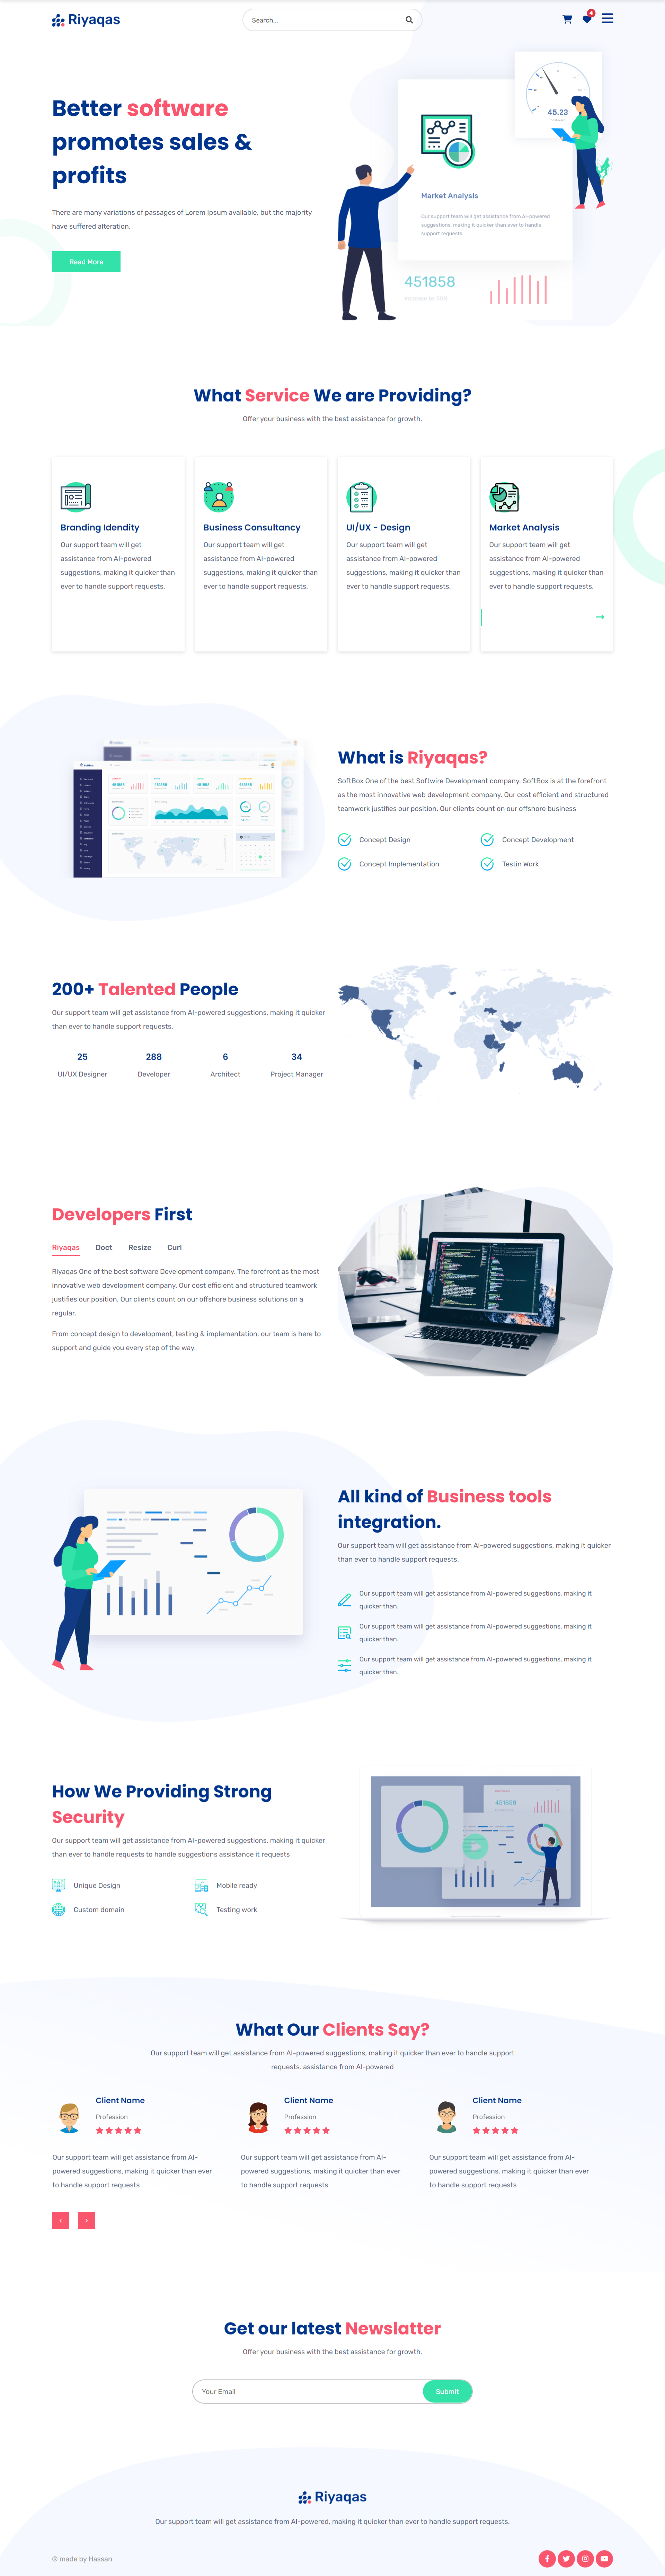 Riyaqas
Search...
4
Better software
promotes sales &
profits
There are many variations of passages of Lorem Ipsum available, but the majority
have suffered alteration.
Read More
45.23
Market Analysis
Our support team will get assistance from AI-powered
suggestions, making it quicker than ever to handle
support requests.
451858
Increase by 50%
What Service We are Providing?
Offer your business with the best assistance for growth.
Branding Idendity
Our support team will get
assistance from AI-powered
suggestions, making it quicker than
ever to handle support requests.
Business Consultancy
Our support team will get
assistance from AI-powered
suggestions, making it quicker than
ever to handle support requests.
UI/UX - Design
Our support team will get
assistance from AI-powered
suggestions, making it quicker than
ever to handle support requests.
Market Analysis
Our support team will get
assistance from AI-powered
suggestions, making it quicker than
ever to handle support requests.
What is Riyaqas?
SoftBox One of the best Softwire Development company. SoftBox is at the forefront
as the most innovative web development company. Our cost efficient and structured
teamwork justifies our position. Our clients count on our offshore business
Concept Design
Concept Development
Concept Implementation
Testin Work
200+ Talented People
Our support team will get assistance from AI-powered suggestions, making it quicker
than ever to handle support requests.
25
288
6
34
UI/UX Designer
Developer
Architect
Project Manager
Developers First
Riyaqas
Doct
Resize
Curl
Riyaqas One of the best software Development company. The forefront as the most
innovative web development company. Our cost efficient and structured teamwork
justifies our position. Our clients count on our offshore business solutions on a
regular.
From concept design to development, testing & implementation, our team is here to
support and guide you every step of the way.
All kind of Business tools
integration.
Our support team will get assistance from AI-powered suggestions, making it quicker
than ever to handle support requests.
Our support team will get assistance from AI-powered suggestions, making it
quicker than.
Our support team will get assistance from AI-powered suggestions, making it
quicker than.
Our support team will get assistance from AI-powered suggestions, making it
quicker than.
How We Providing Strong
Security
Our support team will get assistance from AI-powered suggestions, making it quicker
than ever to handle requests to handle suggestions assistance it requests
Unique Design
Mobile ready
Custom domain
Testing work
451858
What Our Clients Say?
Our support team will get assistance from AI-powered suggestions, making it quicker than ever to handle support
requests. assistance from AI-powered
Client Name
Profession
Our support team will get assistance from AI-
powered suggestions, making it quicker than ever
to handle support requests
Client Name
Profession
Our support team will get assistance from AI-
powered suggestions, making it quicker than ever
to handle support requests
Client Name
Profession
Our support team will get assistance from AI-
powered suggestions, making it quicker than ever
to handle support requests
Get our latest Newslatter
Offer your business with the best assistance for growth.
Your Email
Submit
Riyaqas
Our support team will get assistance from AI-powered, making it quicker than ever to handle support requests.
© made by Hassan